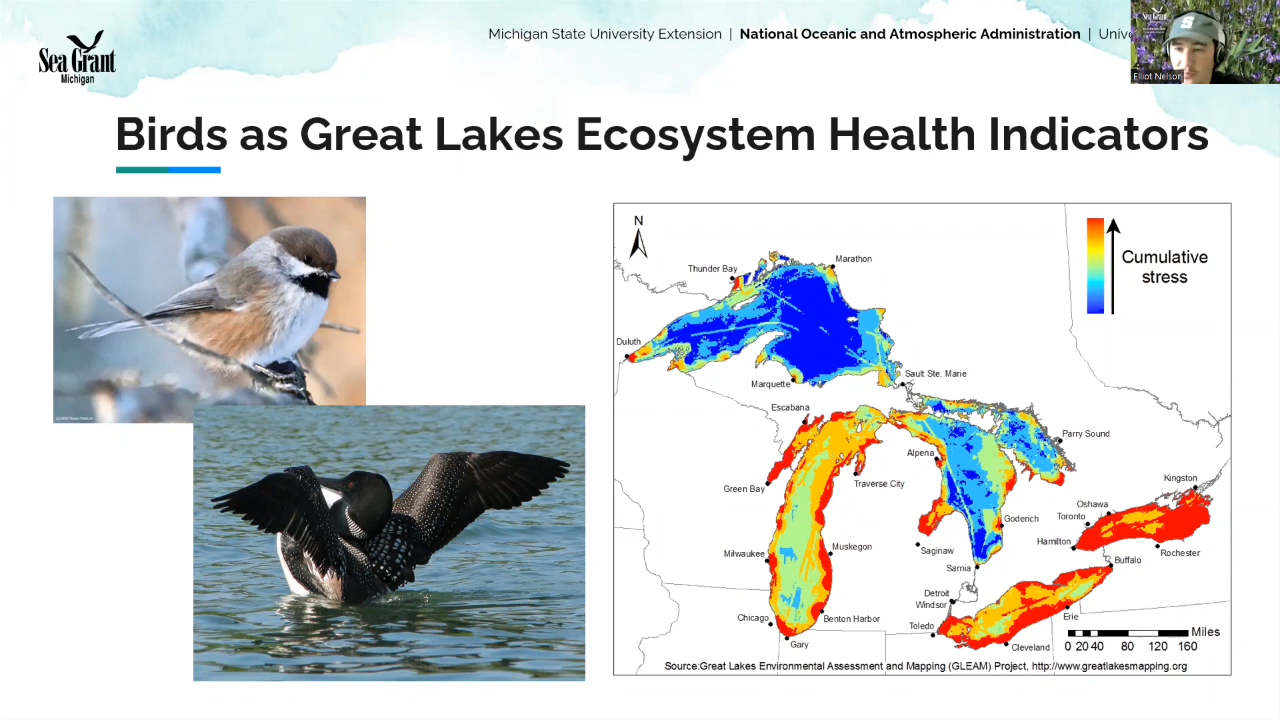 Michigan State University Extension | National Oceanic and Atmospheric Administration |
Sea Grant
Michigan
Sea Grant
Elliot Nelson
Birds as Great Lakes Ecosystem Health Indicators
N
Cumulative
stress
Thunder Bay
Marathon
Duluth
Marquette
Sault Ste. Marie
Escabana
Parry Sound
Alpena
Green Bay
Traverse City
Kingston
Oshawa
Toronto
Goderich
Hamilton
Rochester
Saginaw
Milwaukee
Muskegon
Sarnia
Buffalo
Detroit
Windsor
Chicago
Benton Harbor
Toledo
Erie
Gary
Cleveland
Miles
0 20 40 80 120 160
Source:Great Lakes Environmental Assessment and Mapping (GLEAM) Project, http://www.greatlakesmapping.org